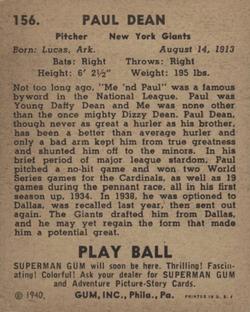 156.
PAUL DEAN
Pitcher New York Giants
Born: Lucas, Ark. August 14, 1913
Bats: Right Throws: Right
Height: 6' 2½" Weight: 195 lbs.
Not too long ago, "Me 'nd Paul" was a famous
byword in the National League. Paul was
Young Daffy Dean and Me was none other
than the once mighty Dizzy Dean. Paul Dean,
though never as great a hurler as his brother,
has been a better than average hurler and
only a bad arm kept him from true greatness
and shunted him off to the minors. In his
brief period of major league stardom, Paul
pitched a no-hit game and won two World
Series games for the Cardinals, as well as 19
games during the pennant race, all in his first
season up, 1934. In 1938, he was optioned to
Dallas, was recalled last year, then sent out
again. The Giants drafted him from Dallas,
and he may yet regain the form that made
him a potential great.
PLAY BALL
SUPERMAN GUM will soon be here. Thrilling! Fasci-
nating! Colorful! Ask your dealer for SUPERMAN GUM
and Adventure Picture-Story Cards.
© 1940, GUM, INC., Phila., Pa. PRINTED IN U. S. A.